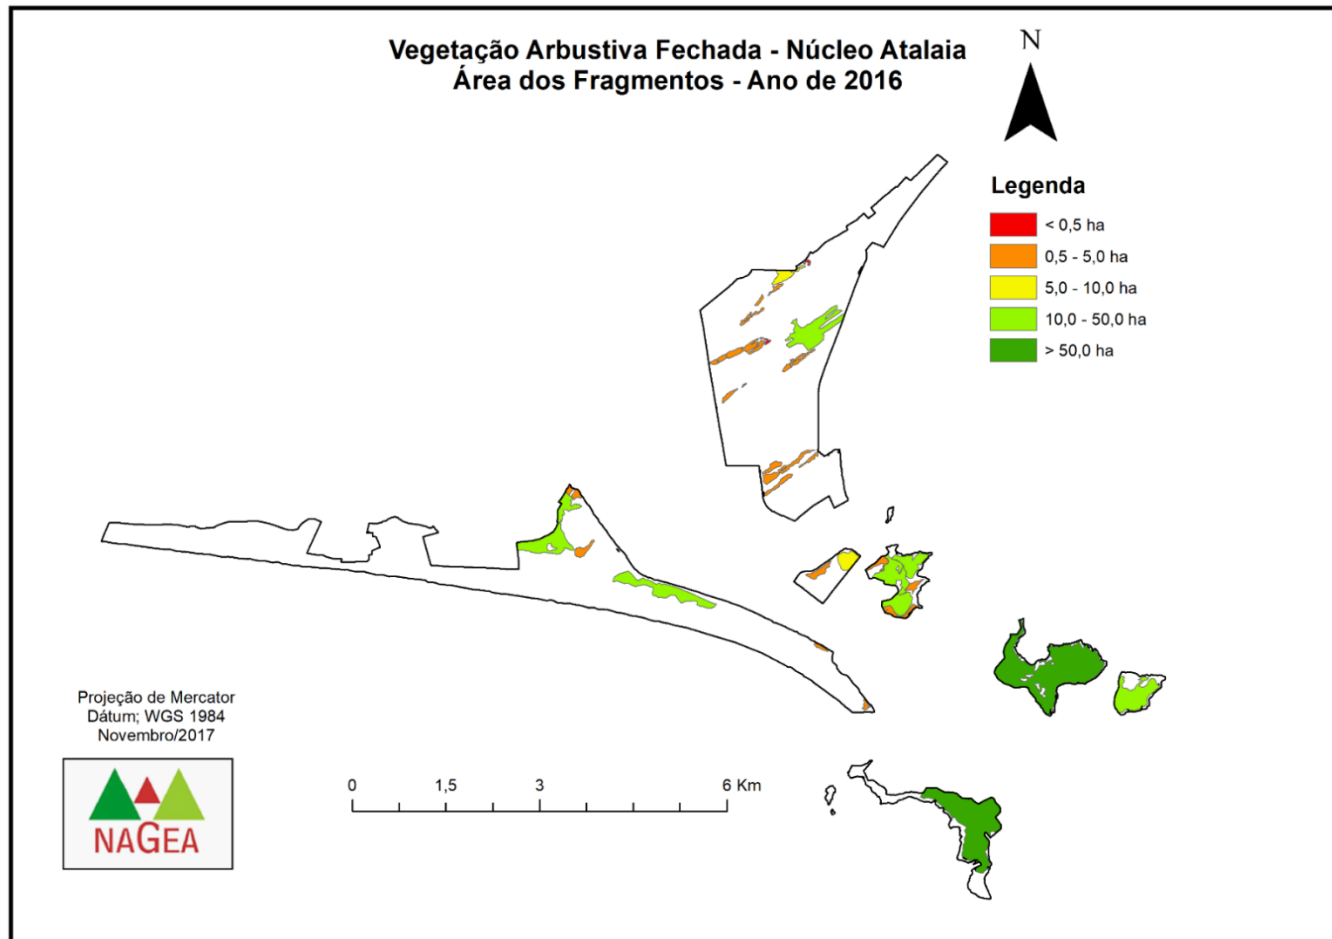 Vegetação Arbustiva Fechada - Núcleo Atalaia
Área dos Fragmentos - Ano de 2016
N
Legenda
< 0,5 ha
0,5 - 5,0 ha
5,0 - 10,0 ha
10,0 - 50,0 ha
> 50,0 ha
Projeção de Mercator
Dátum; WGS 1984
Novembro/2017
NAGEA
0 1,5 3 6 Km